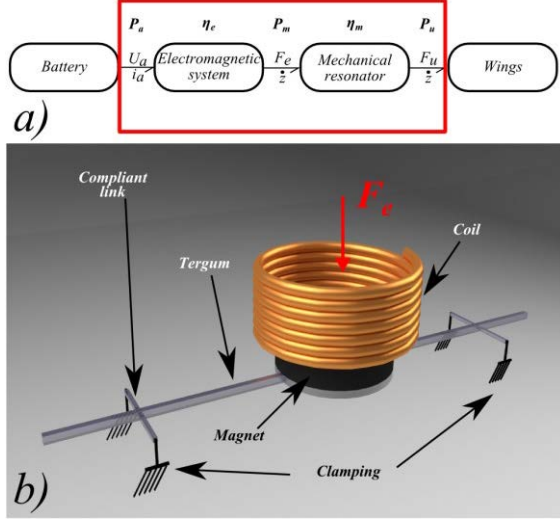 P_a η_e P_m η_m P_u
Battery
U_a
i_a
Electromagnetic
system
F_e
ż
Mechanical
resonator
F_u
ż
Wings
a)
Compliant
link
F_e
Coil
Tergum
Magnet
Clamping
b)